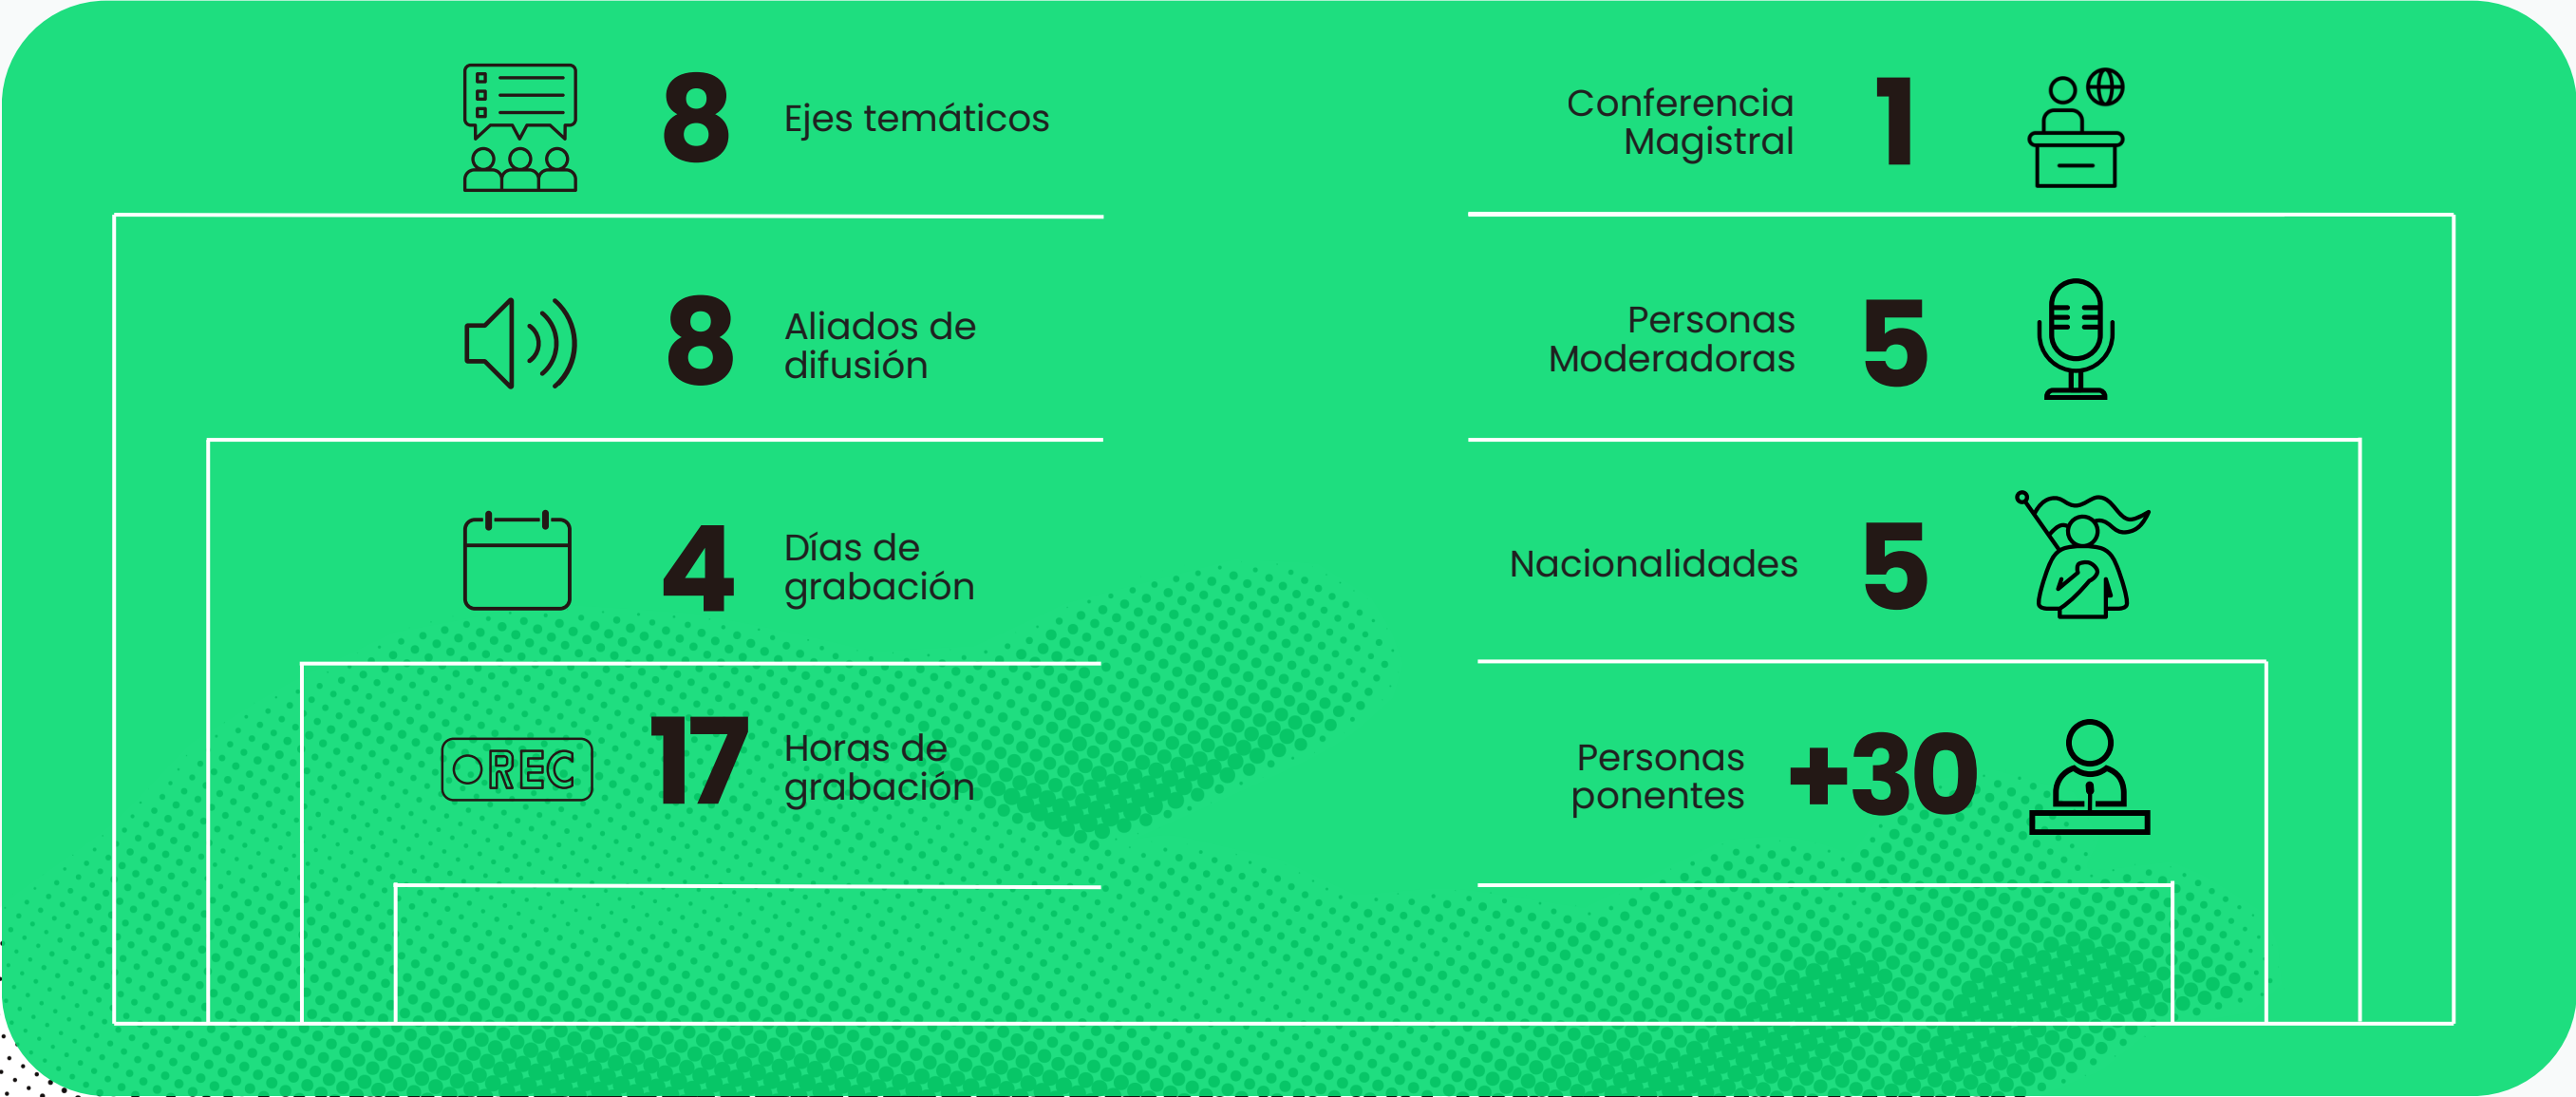 8
Ejes temáticos
8
Aliados de
difusión
4
Días de
grabación
REC
17
Horas de
grabación
Conferencia
Magistral
1
Personas
Moderadoras
5
Nacionalidades
5
Personas
ponentes
+30